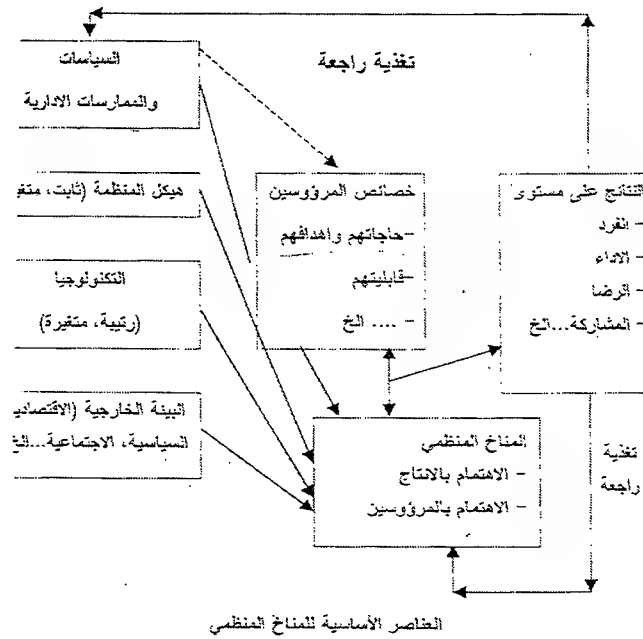 تغذية راجعة
السياسات
والممارسات الادارية
هيكل المنظمة (ثابت، متغير
التكنولوجيا
(رتيبة، متغيرة)
البيئة الخارجية (الاقتصادية
السياسية، الاجتماعية...الخ
خصائص المرؤوسين
-حاجاتهم واهدافهم
-قابليتهم
- .... الخ
النتائج على مستوى
- الفرد
- الاداء
- الرضا
- المشاركة...الخ
المناخ المنظمي
- الاهتمام بالانتاج
- الاهتمام بالمرؤوسين
تغذية
راجعة
العناصر الأساسية للمناخ المنظمي